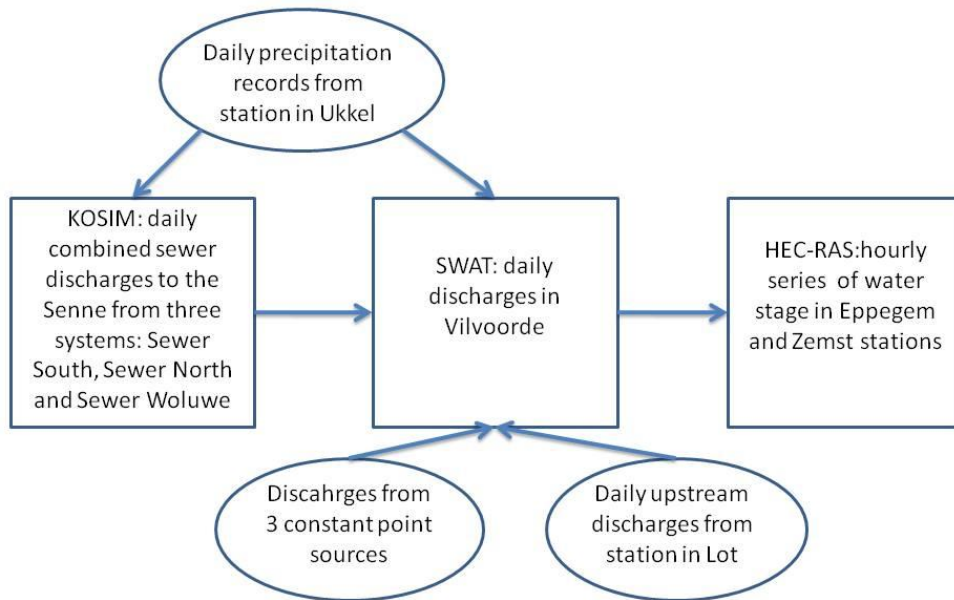 Daily precipitation
records from
station in Ukkel
KOSIM: daily
combined sewer
discharges to the
Senne from three
systems: Sewer
South, Sewer North
and Sewer Woluwe
SWAT: daily
discharges in
Vilvoorde
HEC-RAS:hourly
series of water
stage in Eppegem
and Zemst stations
Discahrges from
3 constant point
sources
Daily upstream
discharges from
station in Lot